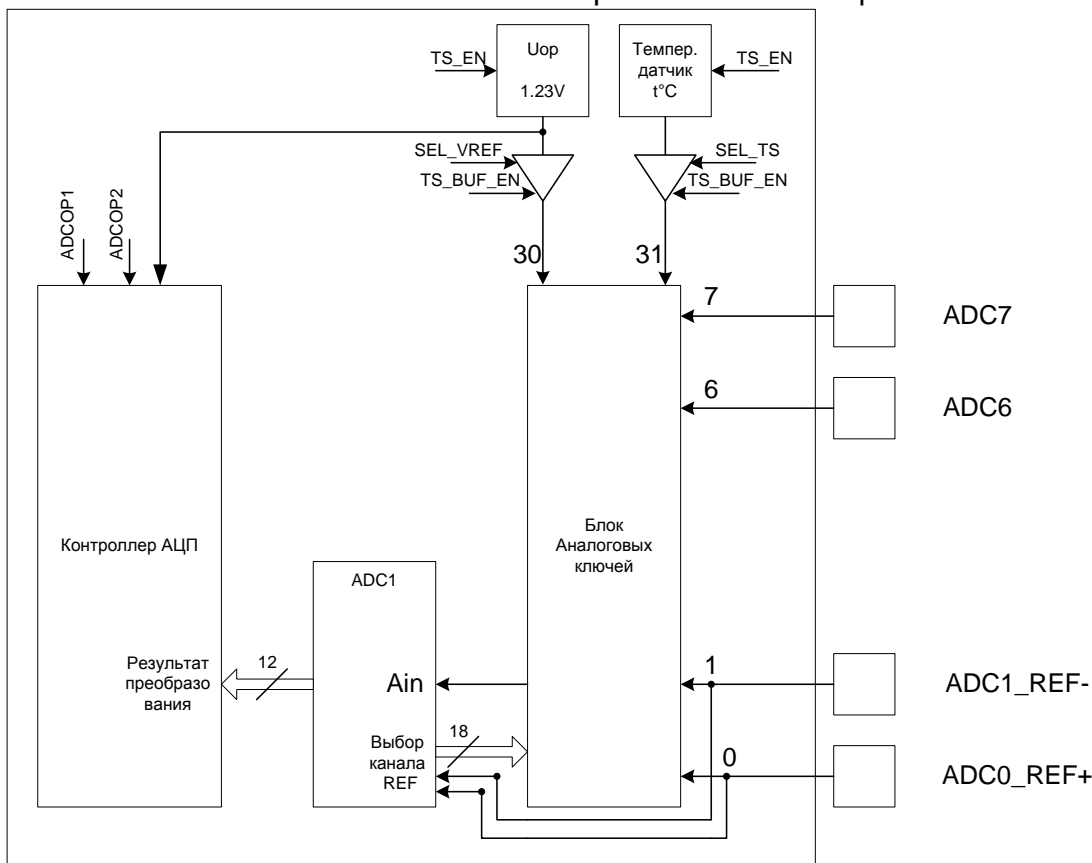 TS_EN
Uop
1.23V
Темпер.
датчик
t°C
TS_EN
SEL_VREF
TS_BUF_EN
SEL_TS
TS_BUF_EN
ADCOP1
ADCOP2
30
31
7
ADC7
6
ADC6
Контроллер АЦП
Блок
Аналоговых
ключей
ADC1
Результат
преобразо
вания
12
Ain
1
ADC1_REF-
Выбор
канала
REF
18
0
ADC0_REF+